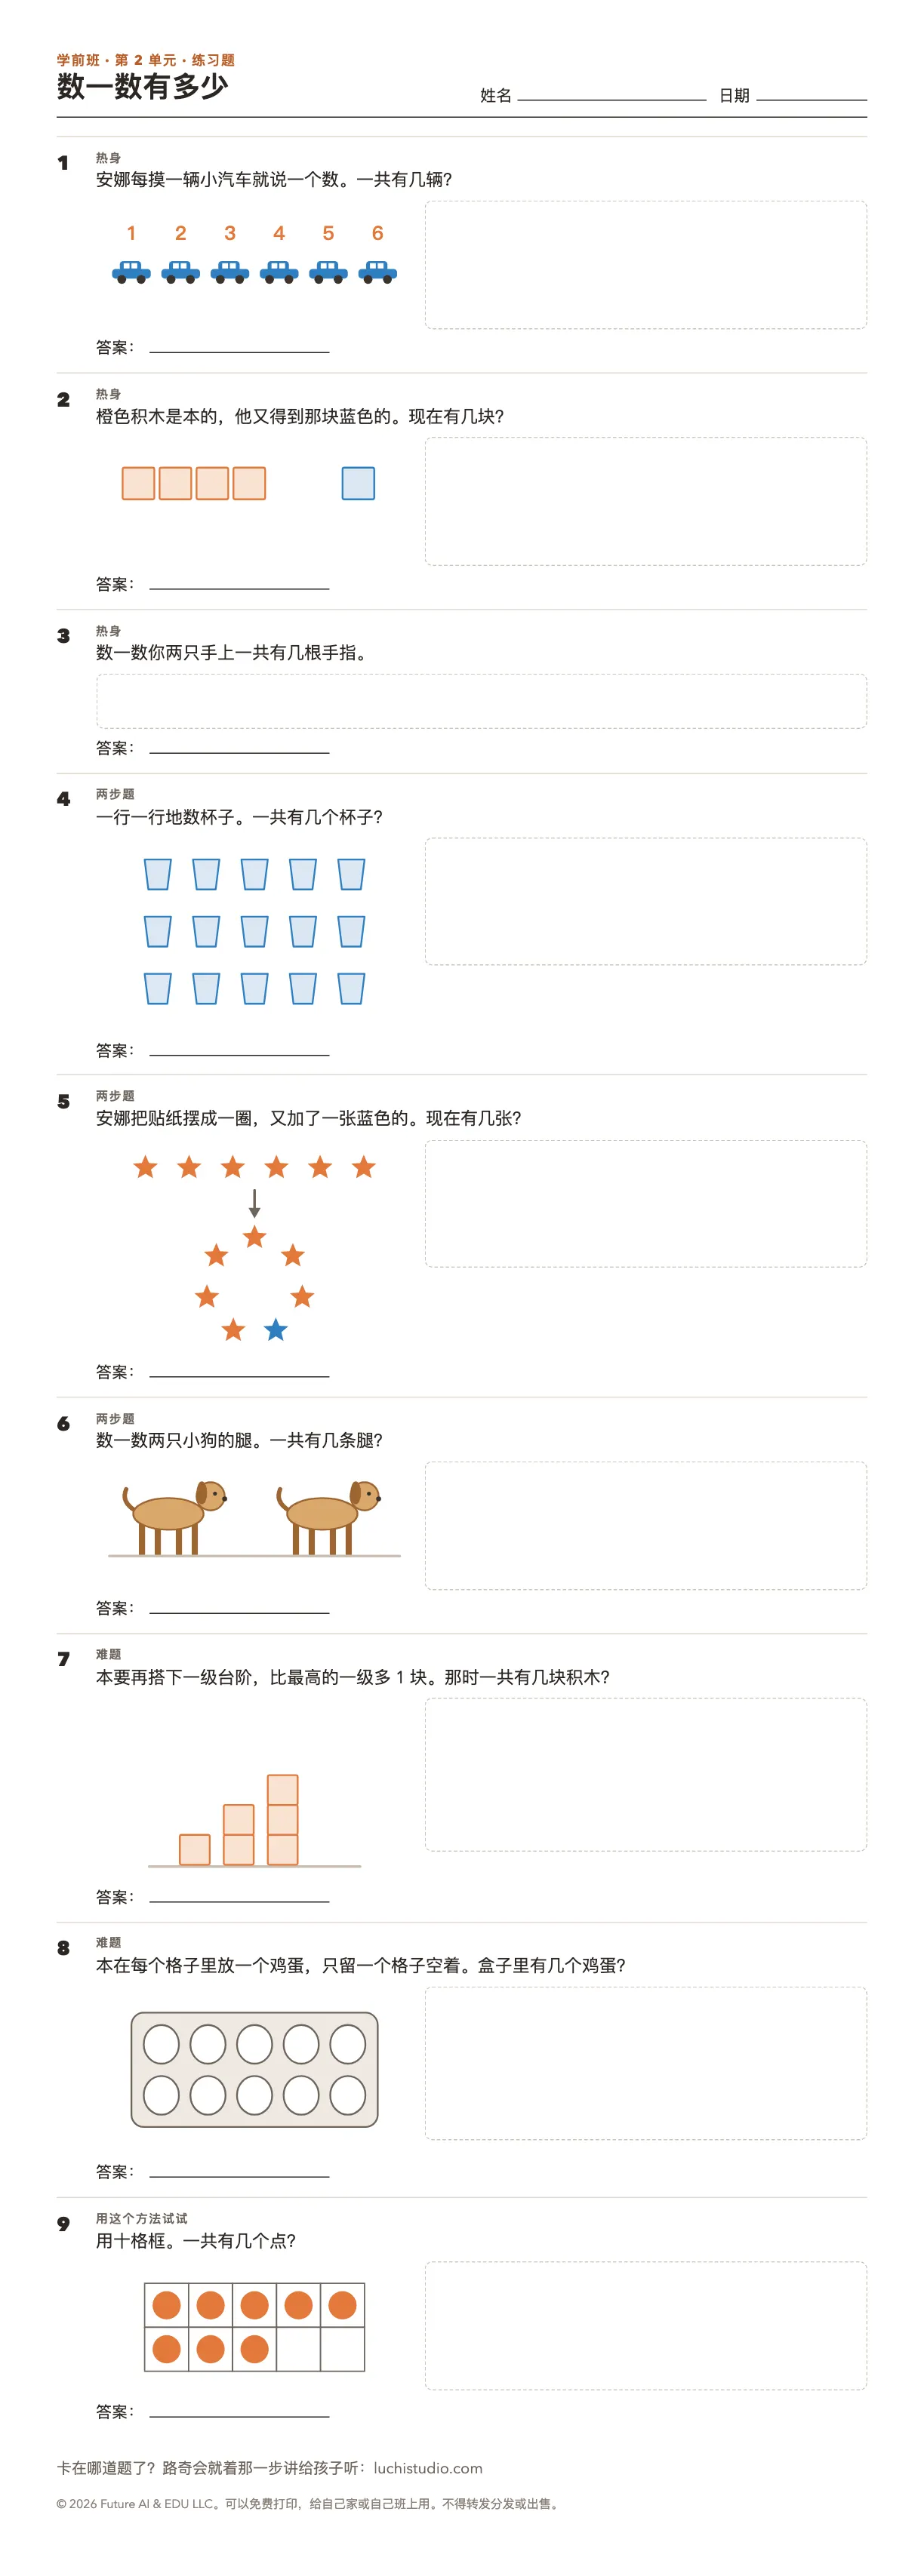 学前班·第 2 单元·练习题
数一数有多少
姓名 日期
1
热身
安娜每摸一辆小汽车就说一个数。一共有几辆?
1 2 3 4 5 6
答案：
2
热身
橙色积木是本的，他又得到那块蓝色的。现在有几块?
答案：
3
热身
数一数你两只手上一共有几根手指。
答案：
4
两步题
一行一行地数杯子。一共有几个杯子?
答案：
5
两步题
安娜把贴纸摆成一圈，又加了一张蓝色的。现在有几张?
答案：
6
两步题
数一数两只小狗的腿。一共有几条腿?
答案：
7
难题
本要再搭下一级台阶，比最高的一级多 1 块。那时一共有几块积木?
答案：
8
难题
本在每个格子里放一个鸡蛋，只留一个格子空着。盒子里有几个鸡蛋?
答案：
9
用这个方法试试
用十格框。一共有几个点?
答案：
卡在哪道题了？路奇会就着那一步讲给孩子听：luchistudio.com
© 2026 Future AI & EDU LLC。可以免费打印，给自己家或自己班上用。不得转发分发或出售。